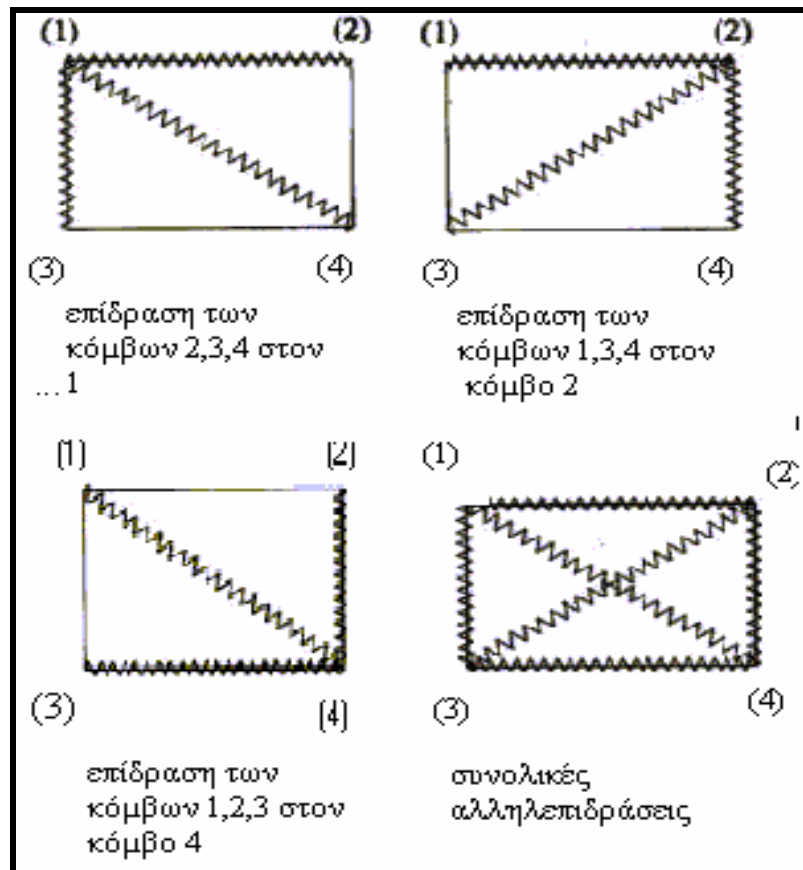 (1) (2)
(3) (4)
επίδραση των
κόμβων 2,3,4 στον
... 1
(1) (2)
(3) (4)
επίδραση των
κόμβων 1,3,4 στον
κόμβο 2
(1) (2)
(3) (4)
επίδραση των
κόμβων 1,2,3 στον
κόμβο 4
(1) (2)
(3) (4)
συνολικές
αλληλεπιδράσεις